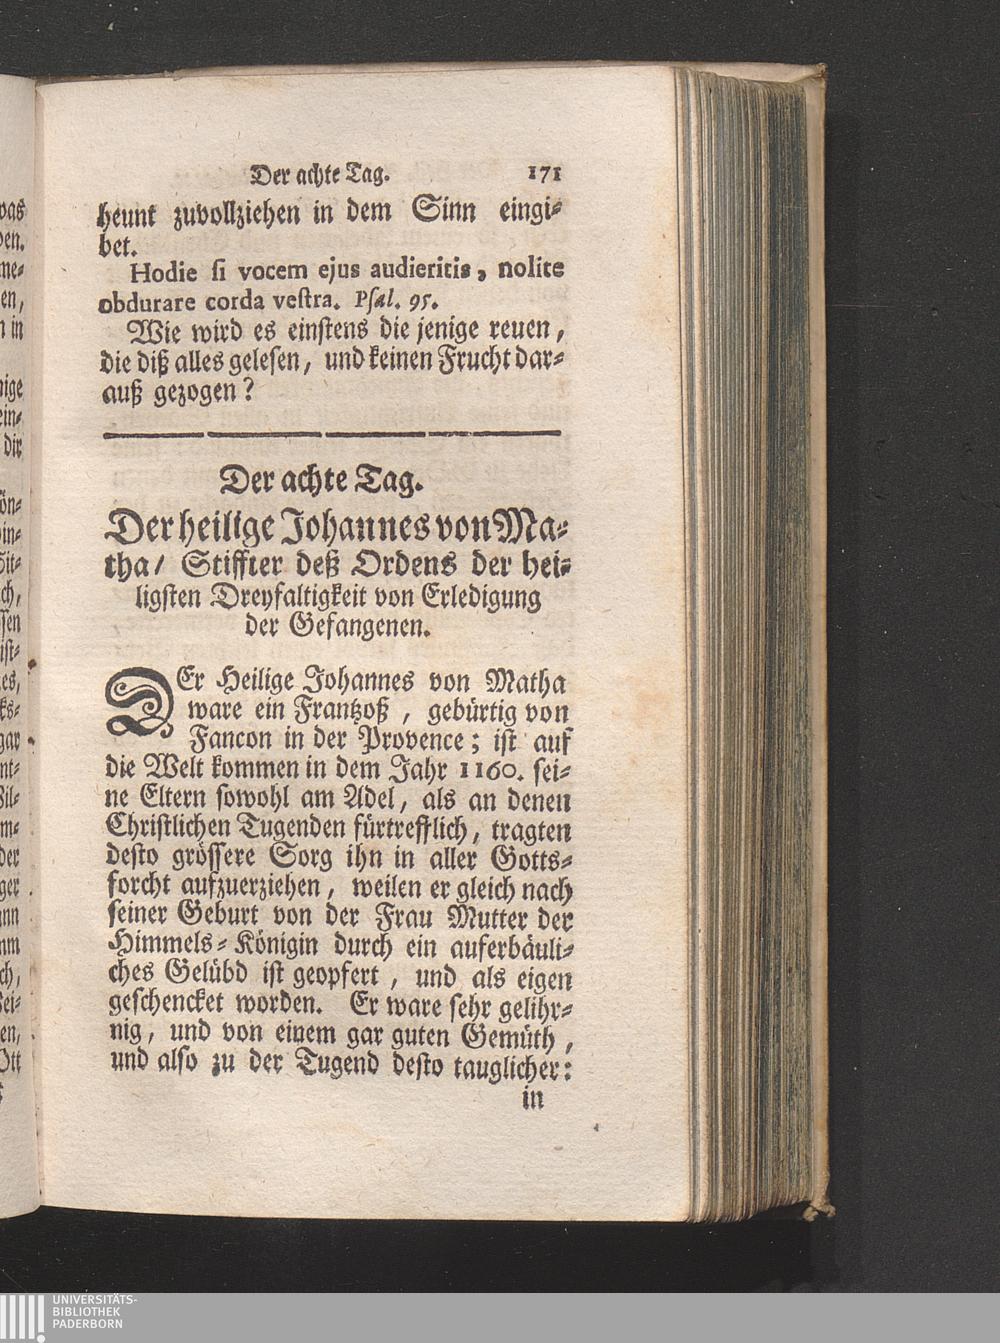 Der achte Tag. 171
heunt zuvollziehen in dem Sinn eingi-
bet.
Hodie si vocem ejus audieritis, nolite
obdurare corda vestra. Psal. 95.
Wie wird es einstens die jenige reuen,
die diß alles gelesen, und keinen Frucht dar-
auß gezogen?
Der achte Tag.
Der heilige Johannes von Ma-
tha / Stiffter deß Ordens der hei-
ligsten Dreyfaltigkeit von Erledigung
der Gefangenen.
DEr Heilige Johannes von Matha
ware ein Frantzoß, gebürtig von
Fancon in der Provence; ist auf
die Welt kommen in dem Jahr 1160. sei-
ne Eltern sowohl am Adel, als an denen
Christlichen Tugenden fürtrefflich, tragten
desto grössere Sorg ihn in aller Gotts-
forcht aufzuerziehen, weilen er gleich nach
seiner Geburt von der Frau Mutter der
Himmels-Königin durch ein auferbäuli-
ches Gelübd ist geopfert, und als eigen
geschencket worden. Er ware sehr gelihr-
nig, und von einem gar guten Gemüth,
und also zu der Tugend desto tauglicher:
in
UNIVERSITÄTS-
BIBLIOTHEK
PADERBORN